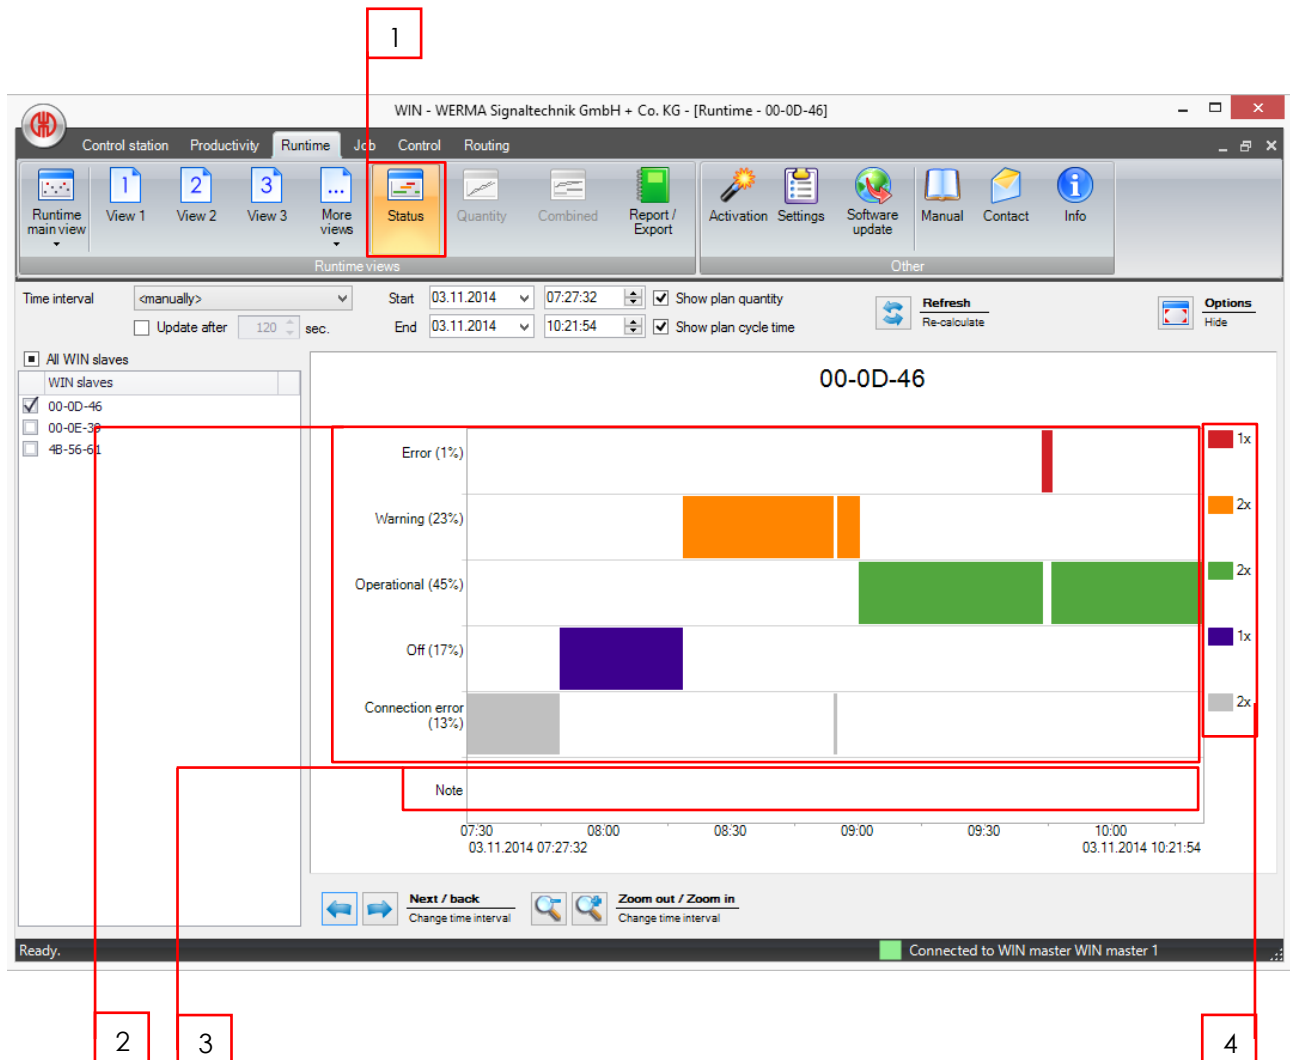 1
WIN - WERMA Signaltechnik GmbH + Co. KG - [Runtime - 00-0D-46]
Control station Productivity Runtime Job Control Routing
1 2 3 ...
Runtime main view View 1 View 2 View 3 More views Status Quantity Combined Report / Export Activation Settings Software update Manual Contact Info
Runtime views Other
Time interval <manually> Start 03.11.2014 07:27:32 Show plan quantity Refresh Options
Update after 120 sec. End 03.11.2014 10:21:54 Show plan cycle time Re-calculate Hide
All WIN slaves
WIN slaves
00-0D-46
00-0E-39
4B-56-61
00-0D-46
Error (1%) 1x
Warning (23%) 2x
Operational (45%) 2x
Off (17%) 1x
Connection error 2x
(13%)
Note
07:30 08:00 08:30 09:00 09:30 10:00
03.11.2014 07:27:32 03.11.2014 10:21:54
Next / back Zoom out / Zoom in
Change time interval Change time interval
Ready. Connected to WIN master WIN master 1
2 3 4